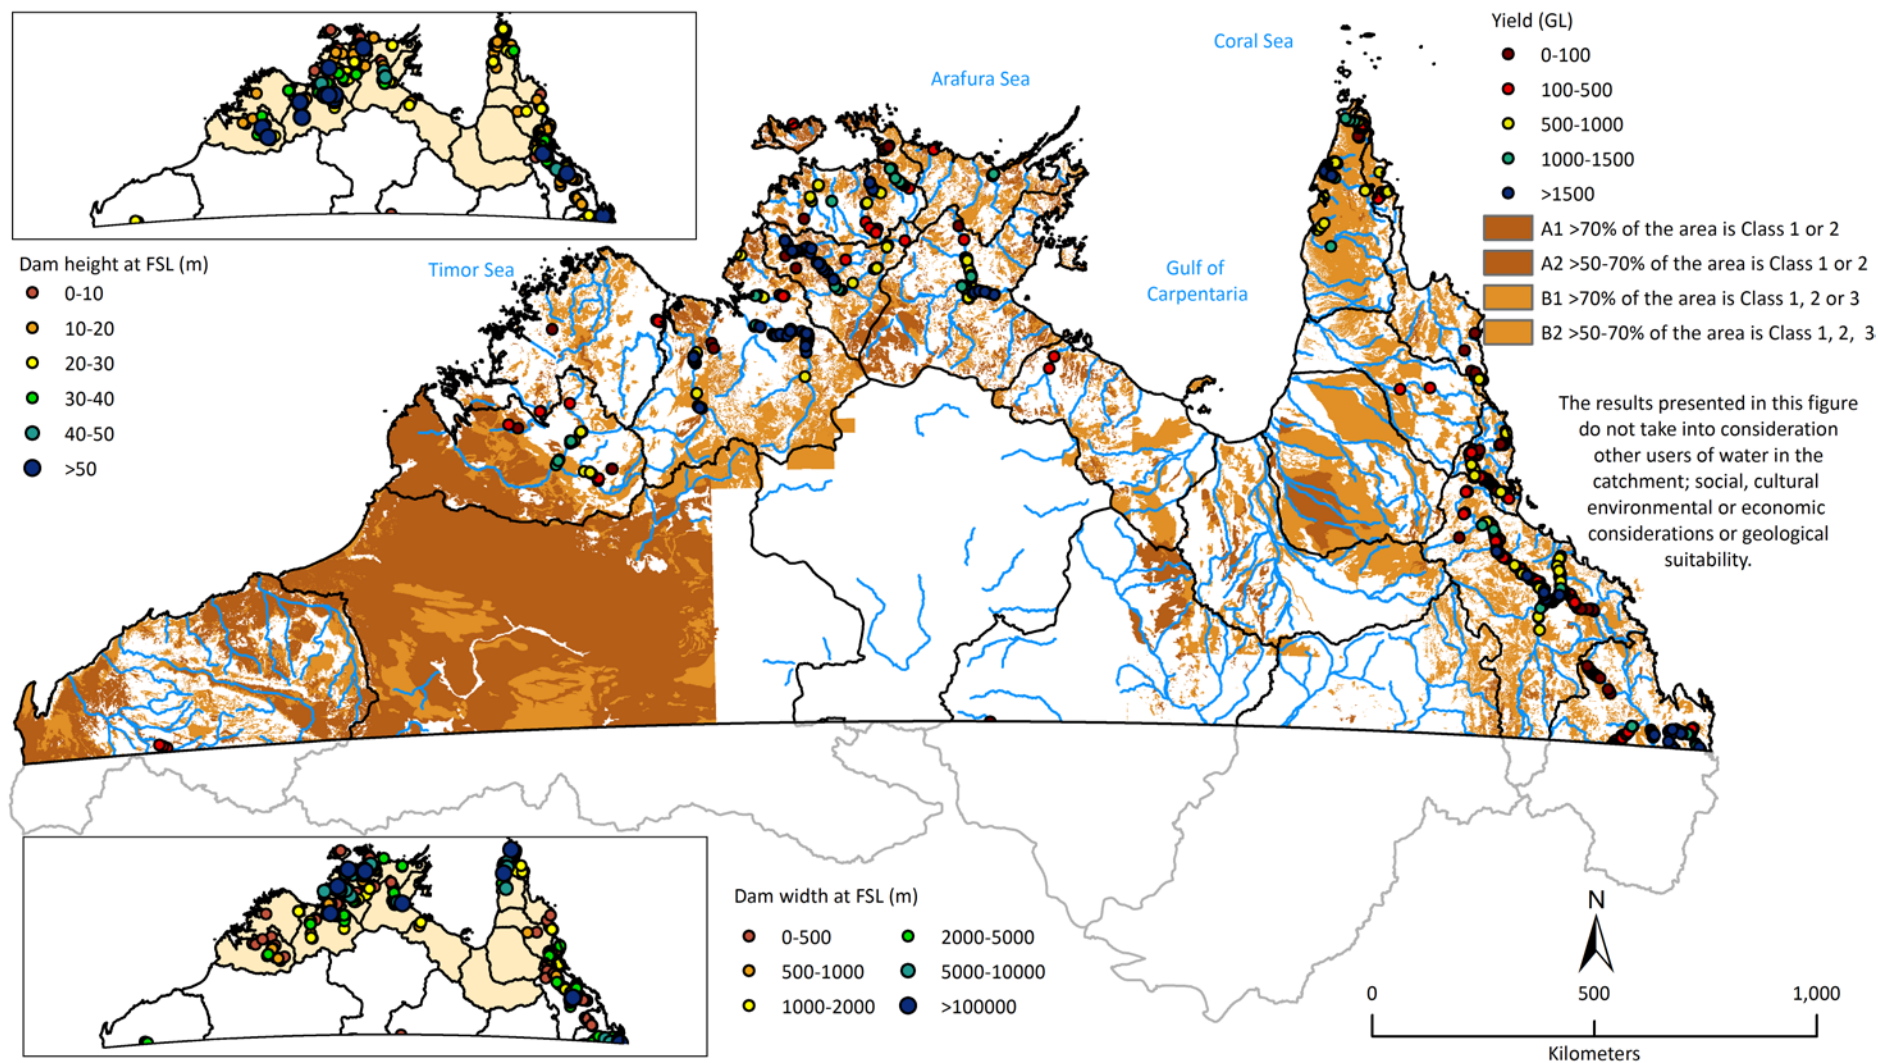 Coral Sea
Arafura Sea
Timor Sea
Gulf of
Carpentaria
Yield (GL)
0-100
100-500
500-1000
1000-1500
>1500
A1 >70% of the area is Class 1 or 2
A2 >50-70% of the area is Class 1 or 2
B1 >70% of the area is Class 1, 2 or 3
B2 >50-70% of the area is Class 1, 2, 3
The results presented in this figure
do not take into consideration
other users of water in the
catchment; social, cultural
environmental or economic
considerations or geological
suitability.
Dam height at FSL (m)
0-10
10-20
20-30
30-40
40-50
>50
Dam width at FSL (m)
0-500
500-1000
1000-2000
2000-5000
5000-10000
>100000
N
0 500 1,000
Kilometers